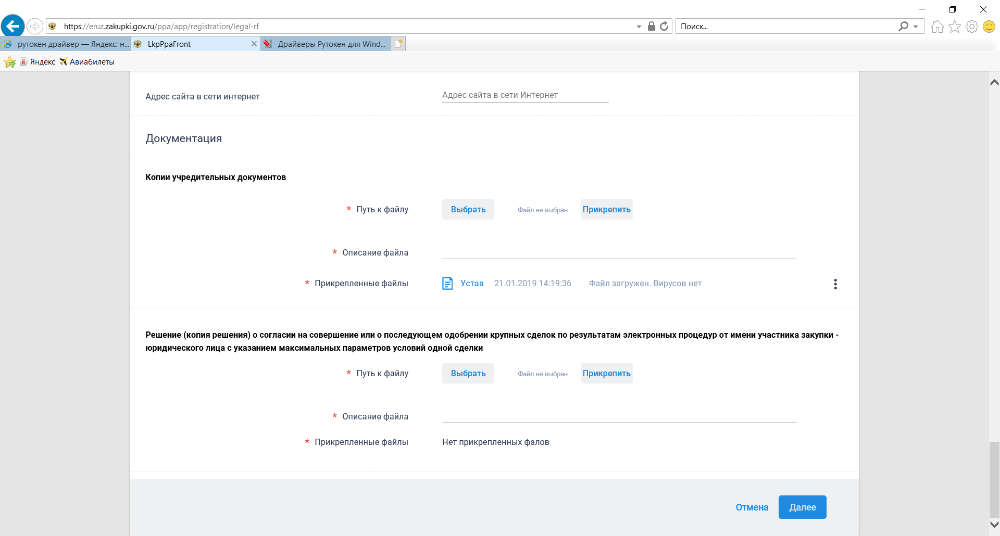 https://eruz.zakupki.gov.ru/ppa/app/registration/legal-rf
Поиск...
рутокен драйвер — Яндекс: н...
LkpPpaFront
Драйверы Рутокен для Wind...
Яндекс
Авиабилеты
Адрес сайта в сети интернет
Адрес сайта в сети Интернет
Документация
Копии учредительных документов
* Путь к файлу
Выбрать
Файл не выбран
Прикрепить
* Описание файла
* Прикрепленные файлы
Устав
21.01.2019 14:19:36
Файл загружен. Вирусов нет
Решение (копия решения) о согласии на совершение или о последующем одобрении крупных сделок по результатам электронных процедур от имени участника закупки -
юридического лица с указанием максимальных параметров условий одной сделки
* Путь к файлу
Выбрать
Файл не выбран
Прикрепить
* Описание файла
* Прикрепленные файлы
Нет прикрепленных фалов
Отмена
Далее